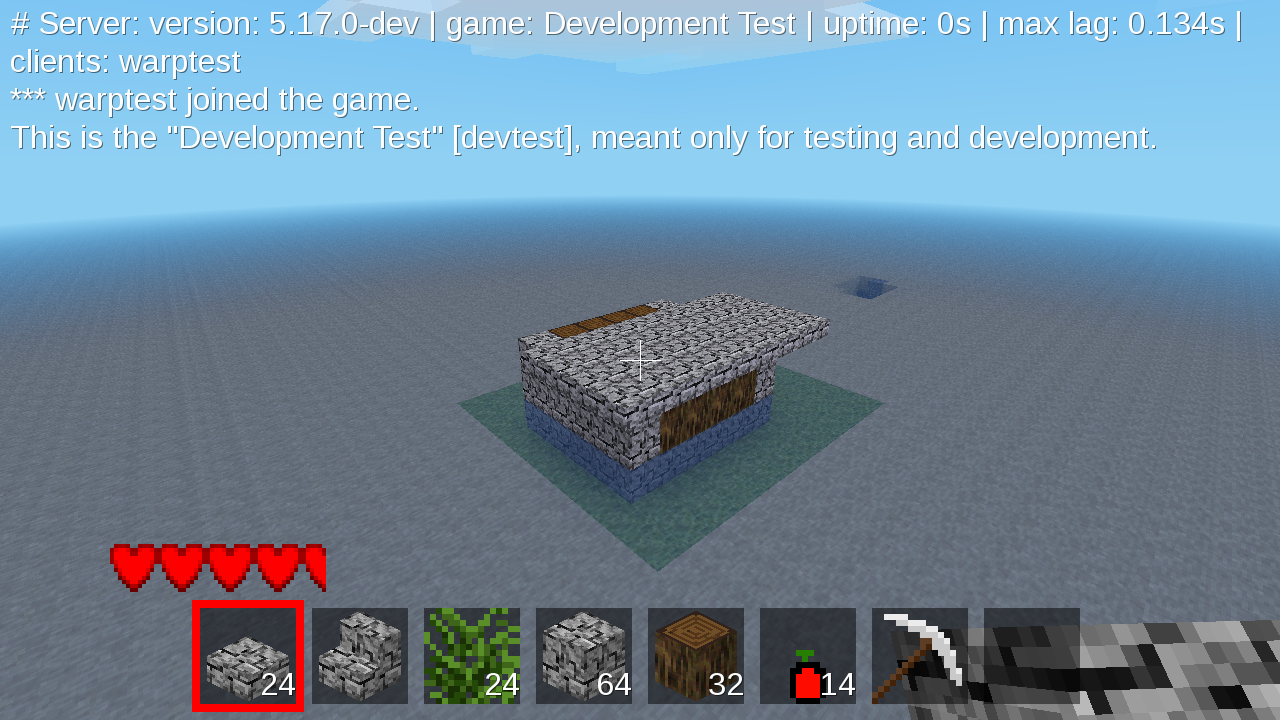 # Server: version: 5.17.0-dev | game: Development Test | uptime: 0s | max lag: 0.134s |
clients: warptest
*** warptest joined the game.
This is the "Development Test" [devtest], meant only for testing and development.
24 24 64 32 14